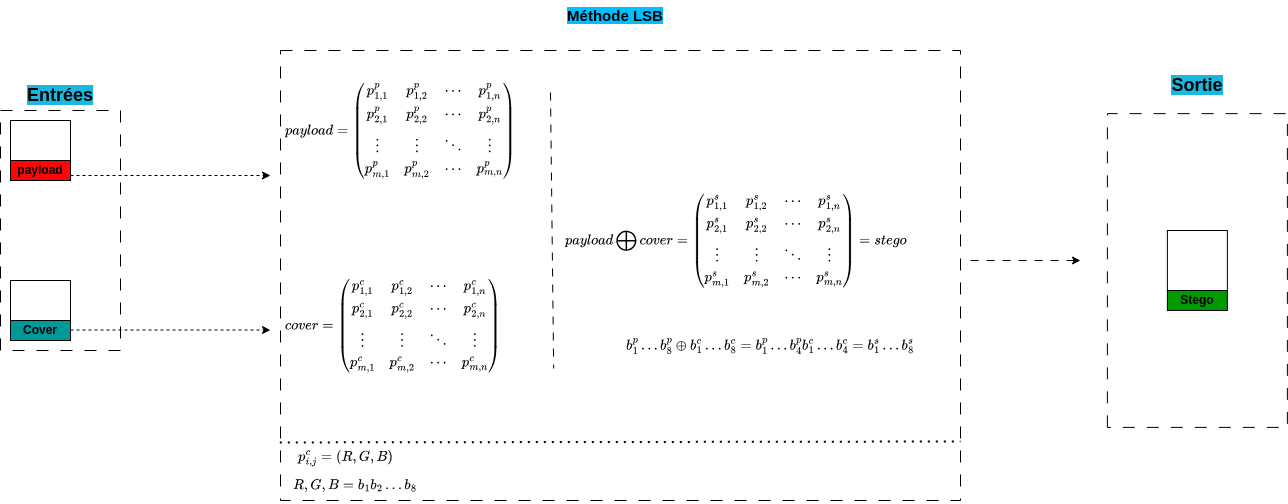 Méthode LSB
Entrées
payload
Cover
payload = \begin{pmatrix} p^p_{1,1} & p^p_{1,2} & \cdots & p^p_{1,n} \\ p^p_{2,1} & p^p_{2,2} & \cdots & p^p_{2,n} \\ \vdots & \vdots & \ddots & \vdots \\ p^p_{m,1} & p^p_{m,2} & \cdots & p^p_{m,n} \end{pmatrix}
cover = \begin{pmatrix} p^c_{1,1} & p^c_{1,2} & \cdots & p^c_{1,n} \\ p^c_{2,1} & p^c_{2,2} & \cdots & p^c_{2,n} \\ \vdots & \vdots & \ddots & \vdots \\ p^c_{m,1} & p^c_{m,2} & \cdots & p^c_{m,n} \end{pmatrix}
payload \bigoplus cover = \begin{pmatrix} p^s_{1,1} & p^s_{1,2} & \cdots & p^s_{1,n} \\ p^s_{2,1} & p^s_{2,2} & \cdots & p^s_{2,n} \\ \vdots & \vdots & \ddots & \vdots \\ p^s_{m,1} & p^s_{m,2} & \cdots & p^s_{m,n} \end{pmatrix} = stego
b^p_1 \dots b^p_8 \oplus b^c_1 \dots b^c_8 = b^p_1 \dots b^p_4 b^c_1 \dots b^c_4 = b^s_1 \dots b^s_8
p^c_{i,j} = (R, G, B)
R, G, B = b_1 b_2 \dots b_8
Sortie
Stego